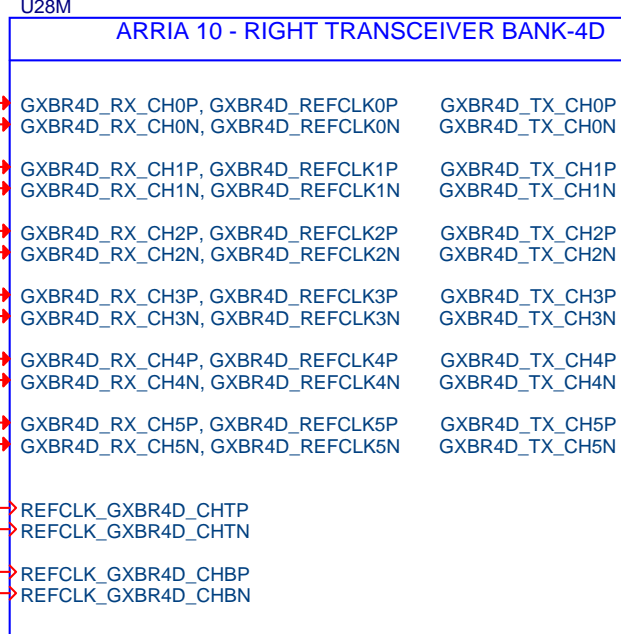 U28M
ARRIA 10 - RIGHT TRANSCEIVER BANK-4D
GXBR4D_RX_CH0P, GXBR4D_REFCLK0P GXBR4D_TX_CH0P
GXBR4D_RX_CH0N, GXBR4D_REFCLK0N GXBR4D_TX_CH0N
GXBR4D_RX_CH1P, GXBR4D_REFCLK1P GXBR4D_TX_CH1P
GXBR4D_RX_CH1N, GXBR4D_REFCLK1N GXBR4D_TX_CH1N
GXBR4D_RX_CH2P, GXBR4D_REFCLK2P GXBR4D_TX_CH2P
GXBR4D_RX_CH2N, GXBR4D_REFCLK2N GXBR4D_TX_CH2N
GXBR4D_RX_CH3P, GXBR4D_REFCLK3P GXBR4D_TX_CH3P
GXBR4D_RX_CH3N, GXBR4D_REFCLK3N GXBR4D_TX_CH3N
GXBR4D_RX_CH4P, GXBR4D_REFCLK4P GXBR4D_TX_CH4P
GXBR4D_RX_CH4N, GXBR4D_REFCLK4N GXBR4D_TX_CH4N
GXBR4D_RX_CH5P, GXBR4D_REFCLK5P GXBR4D_TX_CH5P
GXBR4D_RX_CH5N, GXBR4D_REFCLK5N GXBR4D_TX_CH5N
REFCLK_GXBR4D_CHTP
REFCLK_GXBR4D_CHTN
REFCLK_GXBR4D_CHBP
REFCLK_GXBR4D_CHBN